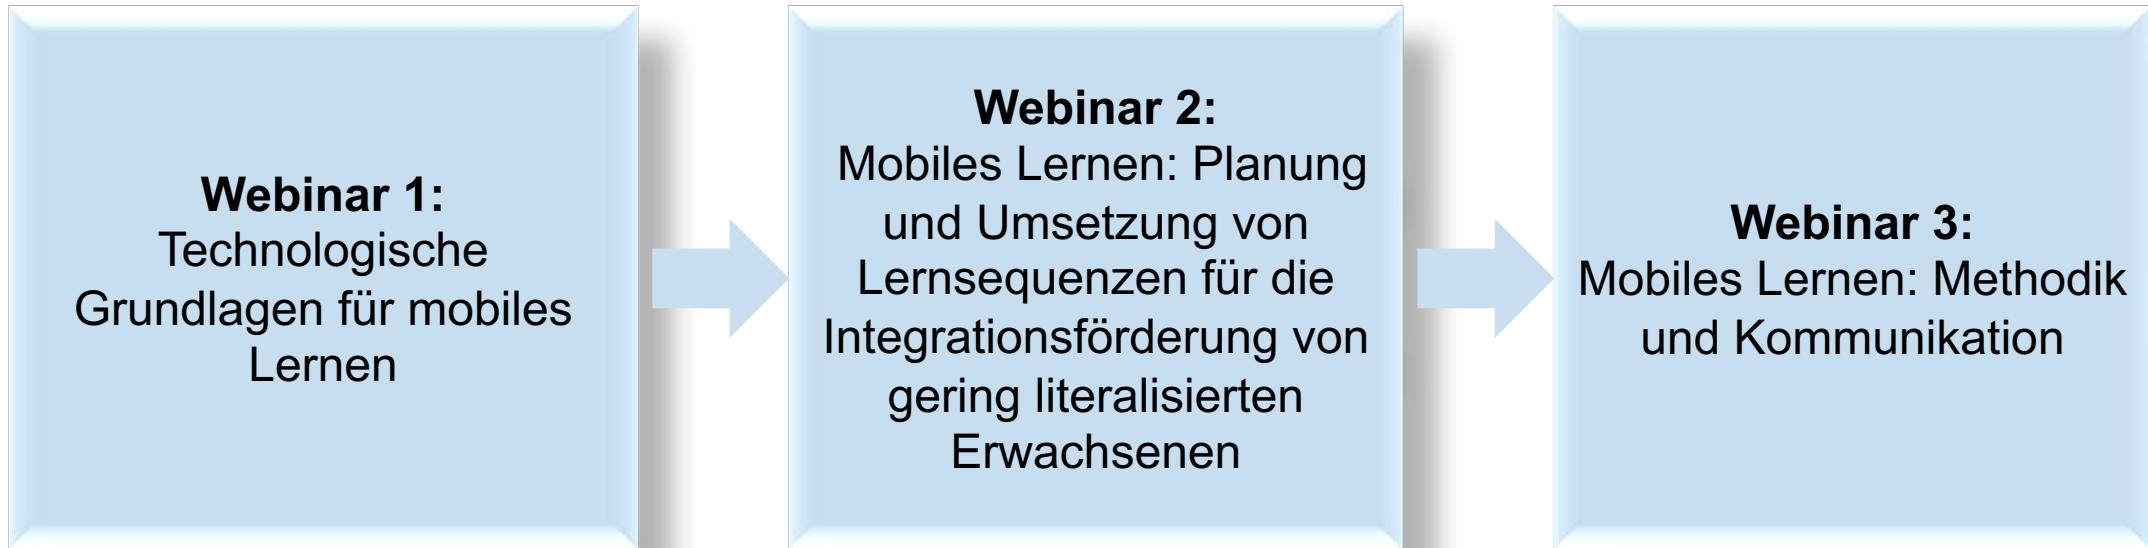 Webinar 1:
Technologische
Grundlagen für mobiles
Lernen
Webinar 2:
Mobiles Lernen: Planung
und Umsetzung von
Lernsequenzen für die
Integrationsförderung von
gering literalisierten
Erwachsenen
Webinar 3:
Mobiles Lernen: Methodik
und Kommunikation